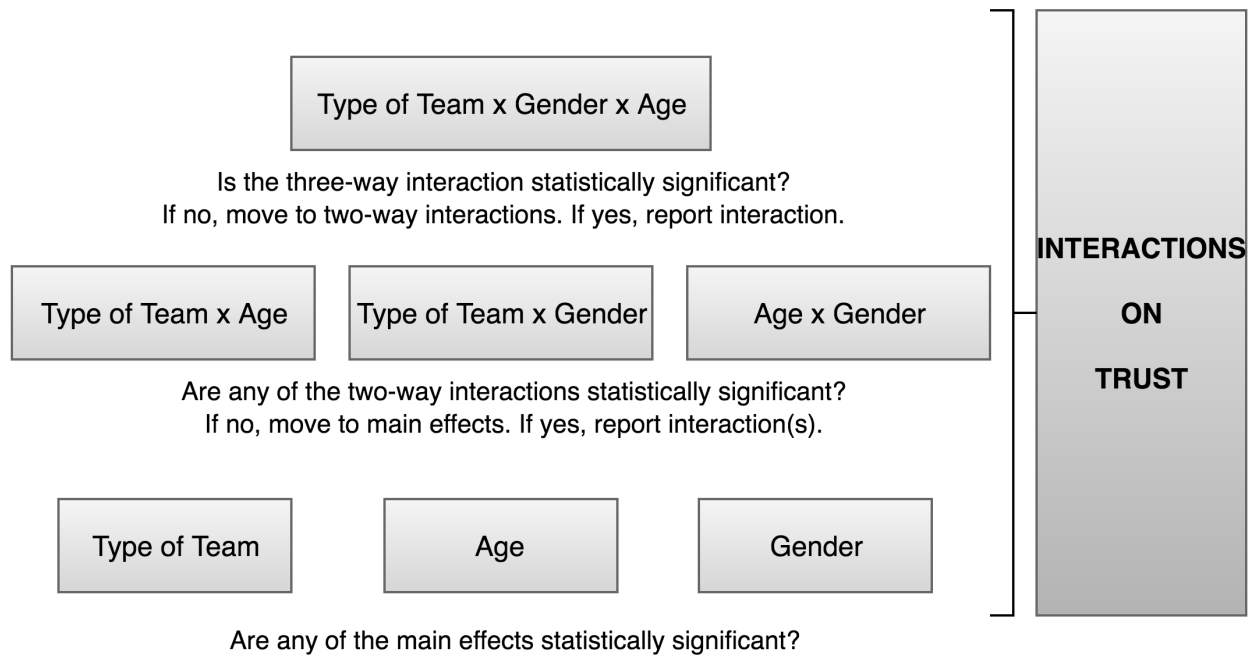 Type of Team x Gender x Age
Is the three-way interaction statistically significant?
If no, move to two-way interactions. If yes, report interaction.
Type of Team x Age
Type of Team x Gender
Age x Gender
Are any of the two-way interactions statistically significant?
If no, move to main effects. If yes, report interaction(s).
Type of Team
Age
Gender
Are any of the main effects statistically significant?
INTERACTIONS
ON
TRUST